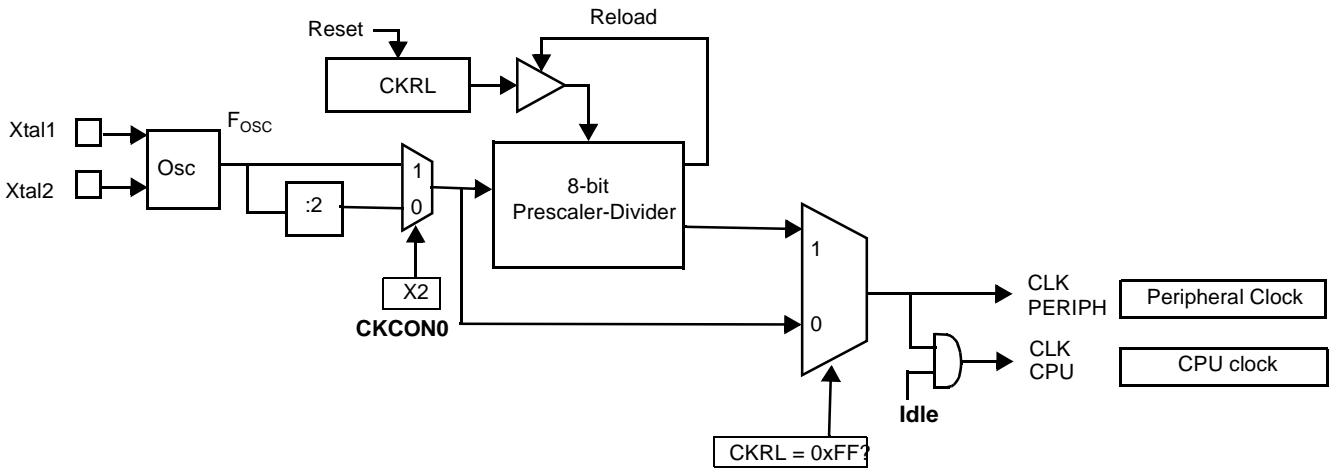 Reload
Reset
CKRL
Xtal1
FOSC
Osc
Xtal2
:2
1
0
8-bit
Prescaler-Divider
X2
CKCON0
1
0
CLK
PERIPH
Peripheral Clock
CLK
CPU
CPU clock
Idle
CKRL = 0xFF?